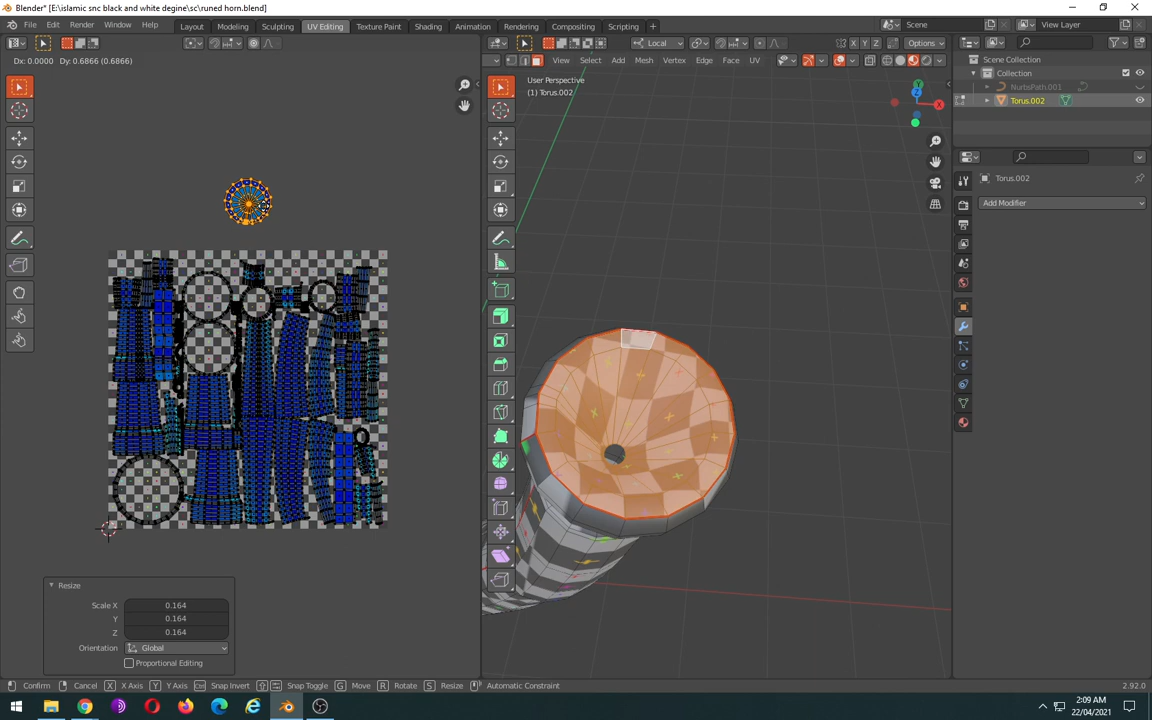 Blender* [E:\islamic snc black and white degine\sc\runed horn.blend]
File Edit Render Window Help Layout Modeling Sculpting UV Editing Texture Paint Shading Animation Rendering Compositing Scripting + Scene View Layer
Local X Y Z Options
Dx: 0.0000 Dy: 0.6866 (0.6866) View Select Add Mesh Vertex Edge Face UV Scene Collection
User Perspective
(1) Torus.002
Collection
NurbsPath.001
Torus.002
Y
Z
X
Torus.002
Add Modifier
Resize
Scale X 0.164
Y 0.164
Z 0.164
Orientation Global
Proportional Editing
Confirm Cancel X X Axis Y Y Axis Ctrl Snap Invert Snap Toggle G Move R Rotate S Resize Automatic Constraint 2.92.0
2:09 AM
22/04/2021